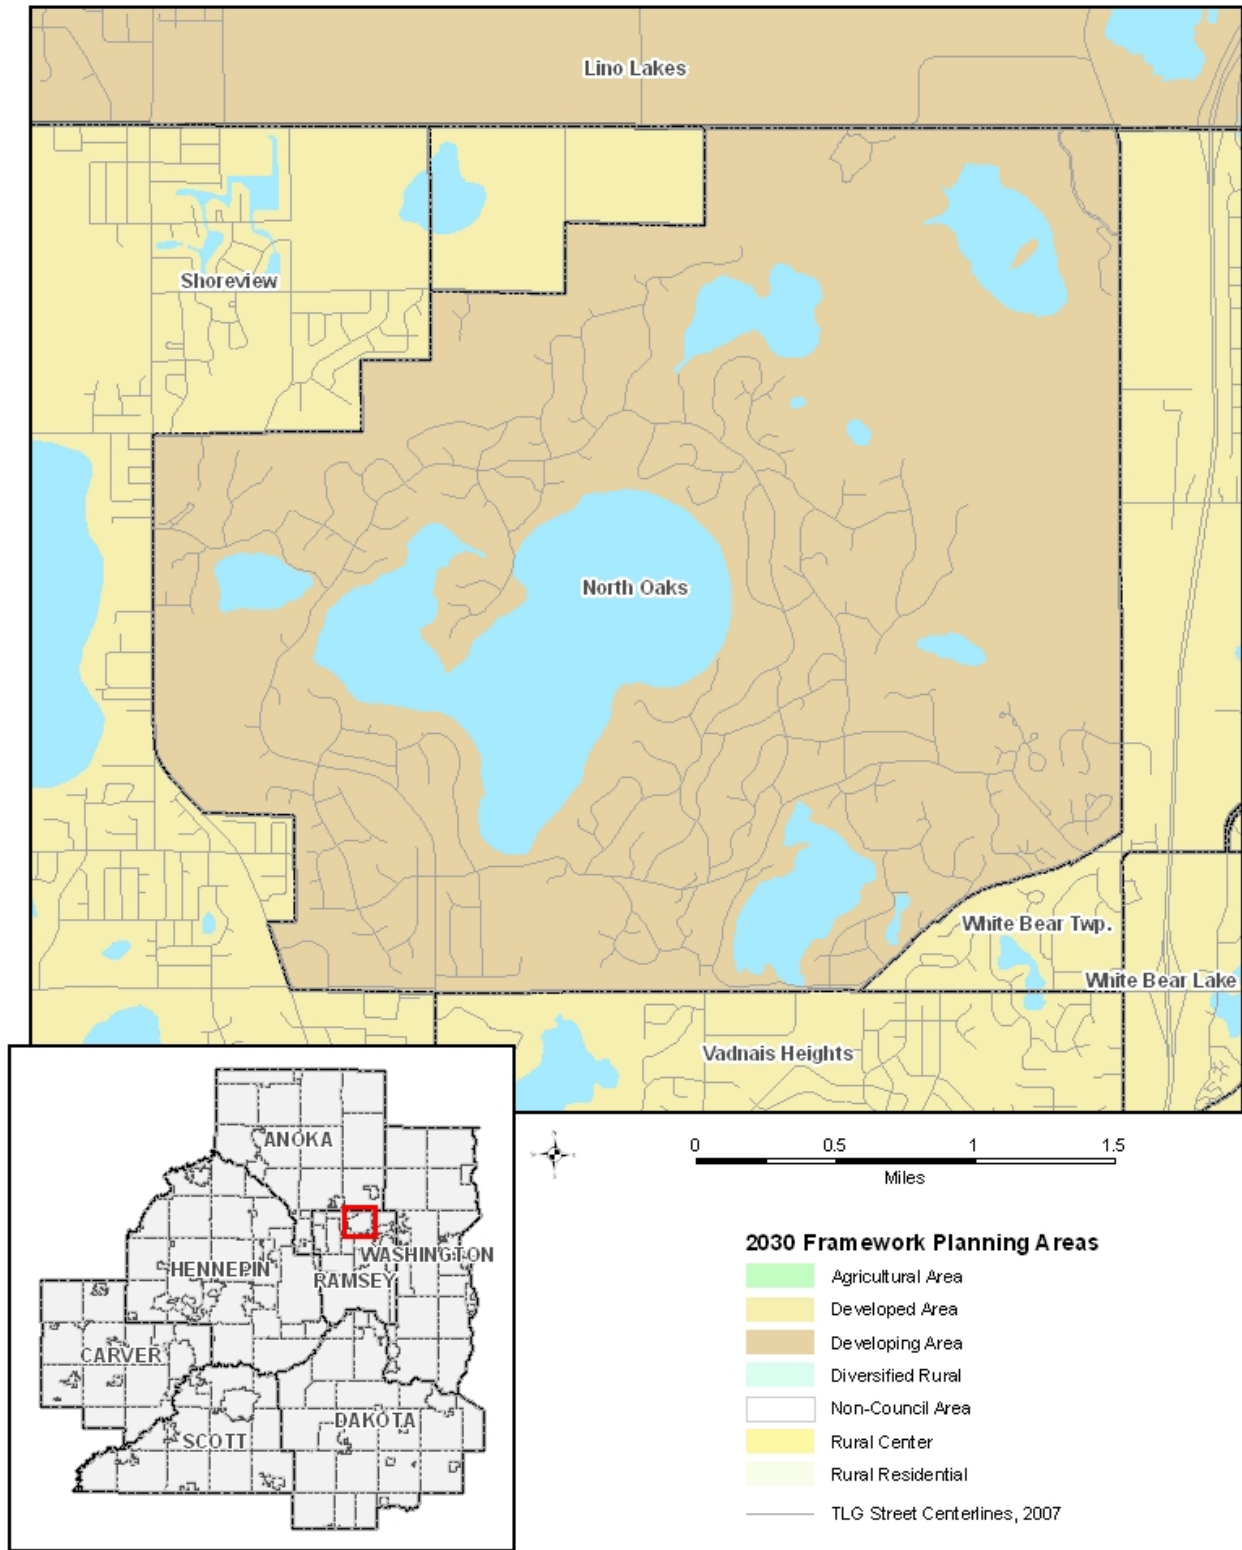 Lino Lakes
Shoreview
North Oaks
White Bear Twp.
White Bear Lake
Vadnais Heights
ANOKA
WASHINGTON
HENNEPIN
RAMSEY
CARVER
DAKOTA
SCOTT
0 0.5 1 1.5
Miles
2030 Framework Planning Areas
Agricultural Area
Developed Area
Developing Area
Diversified Rural
Non-Council Area
Rural Center
Rural Residential
TLG Street Centerlines, 2007